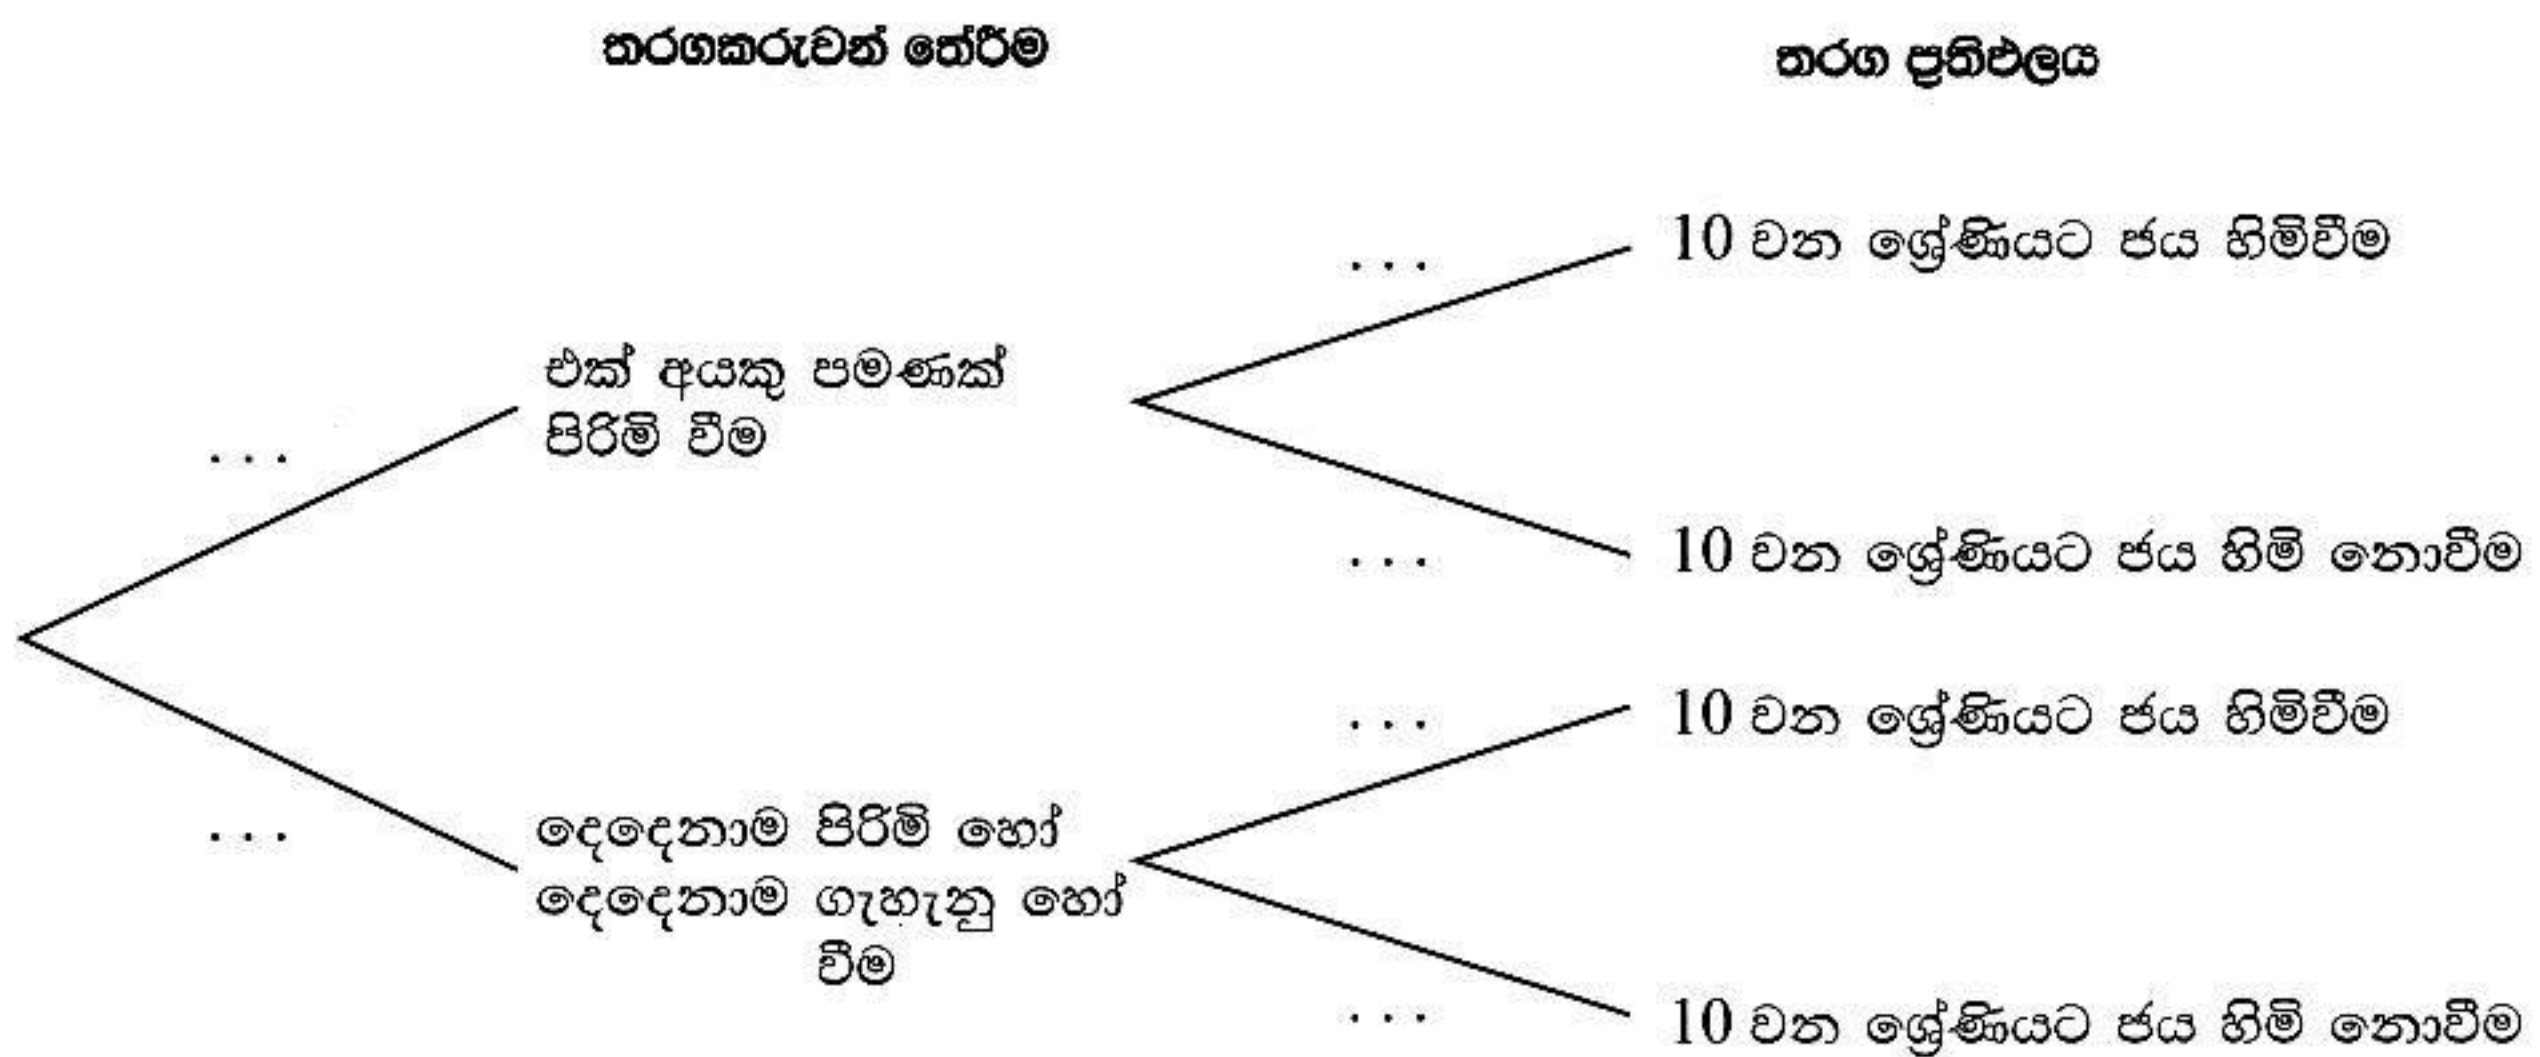 තරගකරුවන් තේරීම
තරග ප්‍රතිඵලය
. . .
10 වන ශ්‍රේණියට ජය හිමිවීම
එක් අයකු පමණක්
පිරිමි වීම
. . .
. . .
10 වන ශ්‍රේණියට ජය හිමි නොවීම
. . .
10 වන ශ්‍රේණියට ජය හිමිවීම
. . .
දෙදෙනාම පිරිමි හෝ
දෙදෙනාම ගැහැනු හෝ
වීම
. . .
10 වන ශ්‍රේණියට ජය හිමි නොවීම